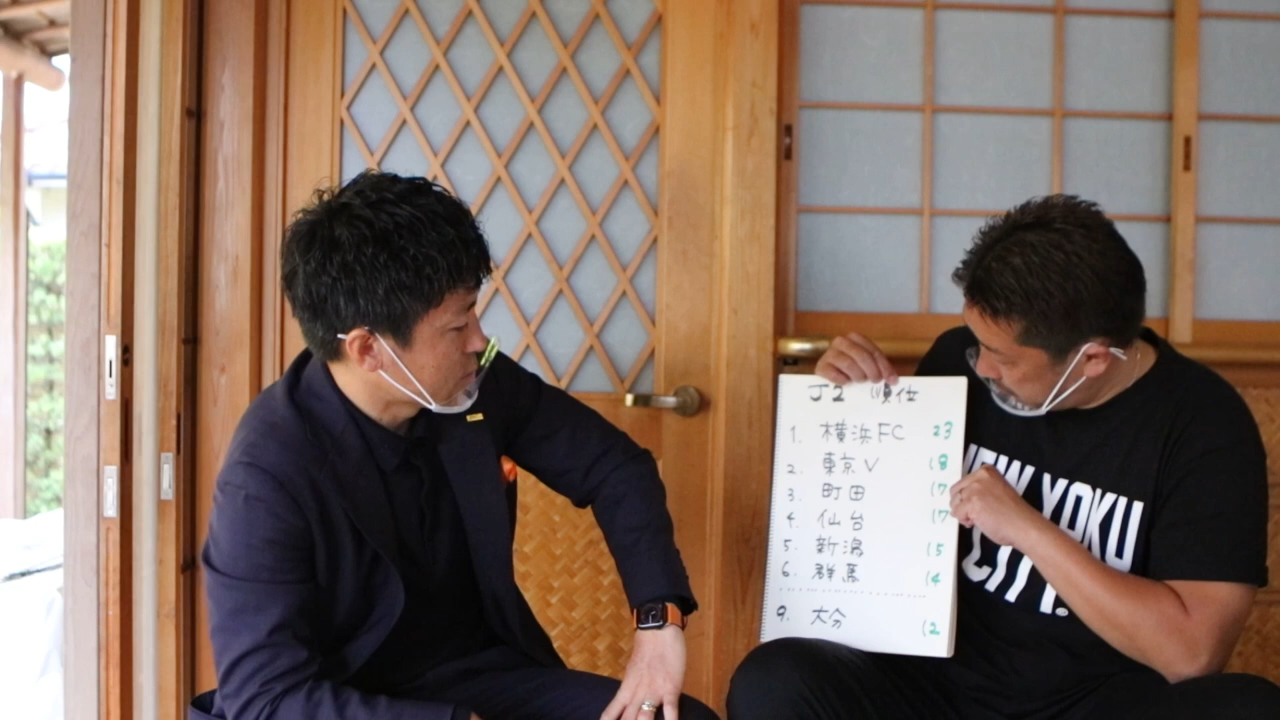 J2 順位
1. 横浜FC 23
2. 東京V 18
3. 町田 17
4. 仙台 17
5. 新潟 15
6. 群馬 14
9. 大分 12
NEW YOKU
CITY.